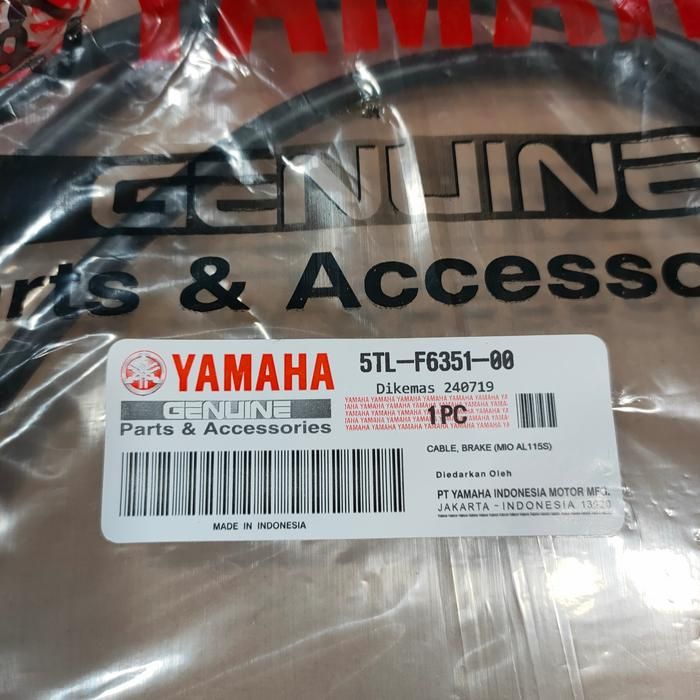 YAMAHA
GENUINE
Parts & Accesso
YAMAHA
GENUINE
Parts & Accessories
MADE IN INDONESIA
5TL-F6351-00
Dikemas 240719
1PC
CABLE, BRAKE (MIO AL115S)
Diedarkan Oleh
PT YAMAHA INDONESIA MOTOR MFG.
JAKARTA - INDONESIA 13920